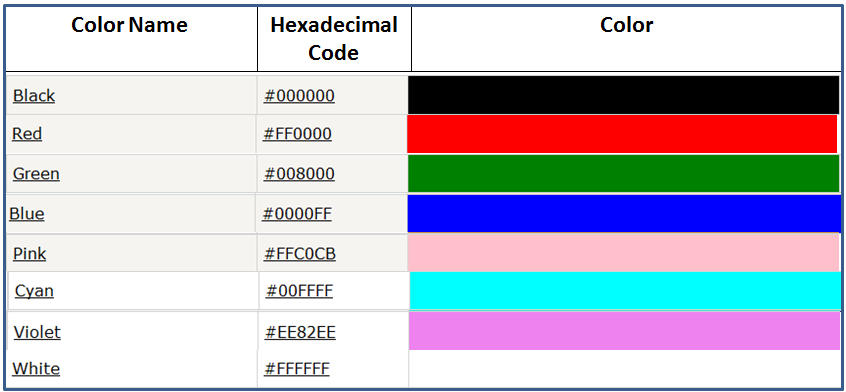 Color Name Hexadecimal Color
Code
Black #000000
Red #FF0000
Green #008000
Blue #0000FF
Pink #FFC0CB
Cyan #00FFFF
Violet #EE82EE
White #FFFFFF